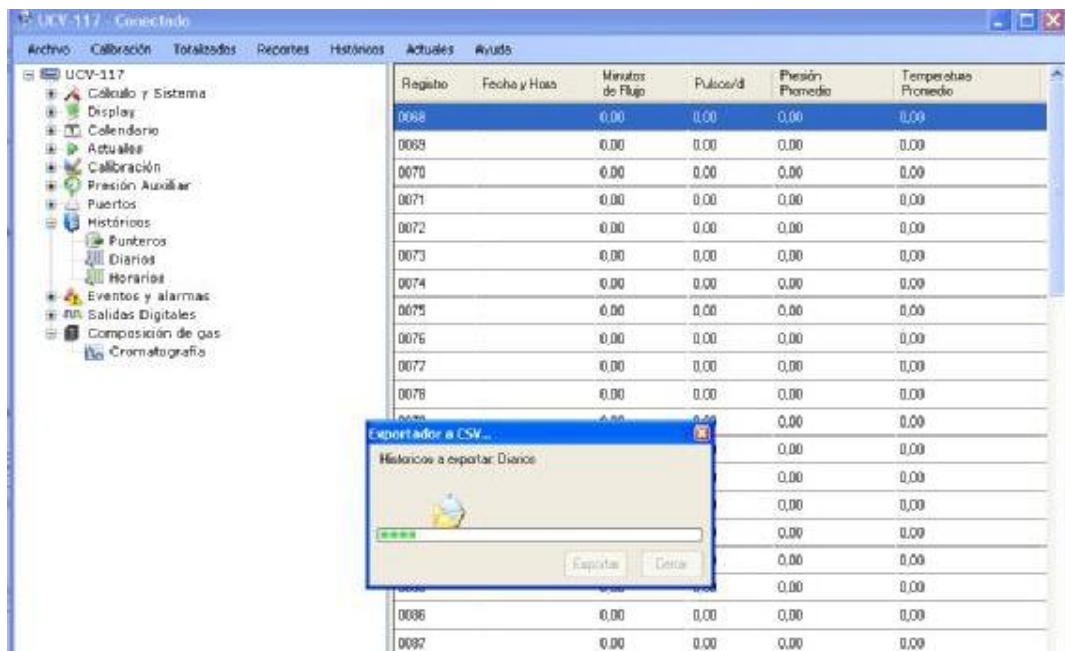 UCV-117 - Conectado
Archivo Calibración Totalizados Reportes Históricos Actuales Ayuda
UCV-117
Cálculo y Sistema
Display
Calendario
Actuales
Calibración
Presión Auxiliar
Puertos
Históricos
Punteros
Diarios
Horarios
Eventos y alarmas
Salidas Digitales
Composición de gas
Cromatografía
Registro Fecha y Hora Minutos de Flujo Pulsos/d Presión Promedio Temperatura Promedio
0068 0,00 0,00 0,00 0,00
0069 0,00 0,00 0,00 0,00
0070 0,00 0,00 0,00 0,00
0071 0,00 0,00 0,00 0,00
0072 0,00 0,00 0,00 0,00
0073 0,00 0,00 0,00 0,00
0074 0,00 0,00 0,00 0,00
0075 0,00 0,00 0,00 0,00
0076 0,00 0,00 0,00 0,00
0077 0,00 0,00 0,00 0,00
0078 0,00 0,00 0,00 0,00
0,00 0,00
0,00 0,00
0,00 0,00
0,00 0,00
0,00 0,00
0,00 0,00
0,00 0,00
0,00 0,00
0086 0,00 0,00 0,00 0,00
0087 0,00 0,00 0,00 0,00
Exportador a CSV...
Historicos a exportar: Diarios
Exportar Cerrar